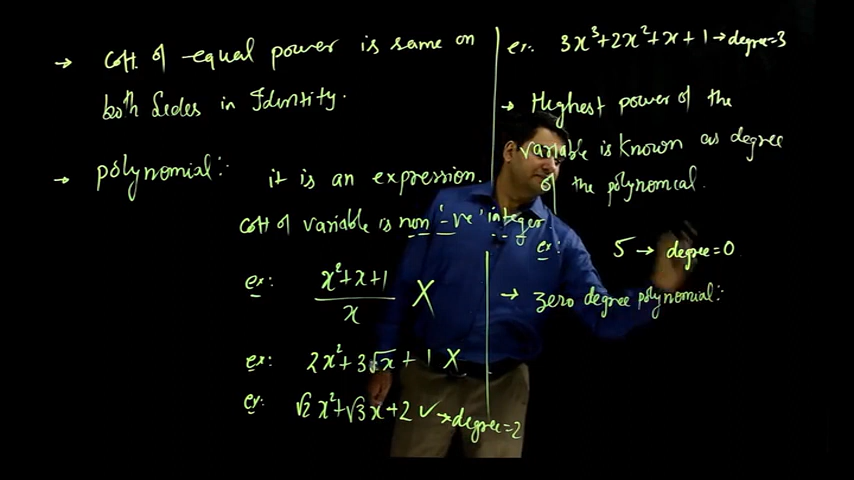 → Coff. of equal power is same on
both sides in Identity.
→ polynomial:-
it is an expression.
Coff of variable is non '-ve' integer.
ex: x²+x+1 / x X
ex: 2x²+3√x+1 X
ex: √2 x²+√3 x+2 ✓→degree=2
ex: 3x³+2x²+x+1→degree=3
→ Highest power of the
variable is known as degree
of the polynomial.
ex: 5 → degree=0
→ zero degree polynomial:-